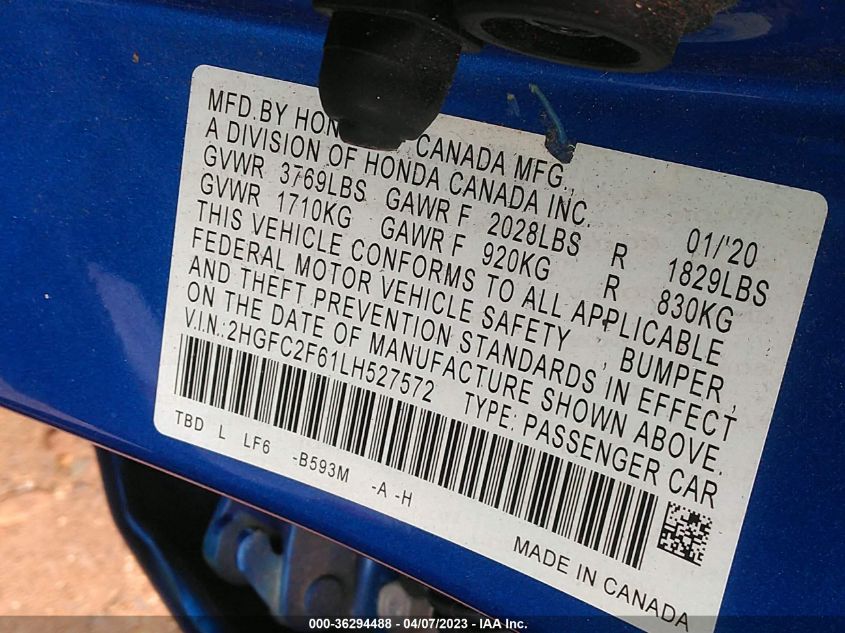 MFD.BY HON CANADA MFG.,
A DIVISION OF HONDA CANADA INC.
01/'20
GVWR 3769LBS GAWR F 2028LBS R 1829LBS
GVWR 1710KG GAWR F 920KG R 830KG
THIS VEHICLE CONFORMS TO ALL APPLICABLE
FEDERAL MOTOR VEHICLE SAFETY , BUMPER ,
AND THEFT PREVENTION STANDARDS IN EFFECT
ON THE DATE OF MANUFACTURE SHOWN ABOVE.
V.I.N.:2HGFC2F61LH527572 TYPE: PASSENGER CAR
TBD L LF6 -B593M -A -H
MADE IN CANADA
000-36294488 - 04/07/2023 - IAA Inc.